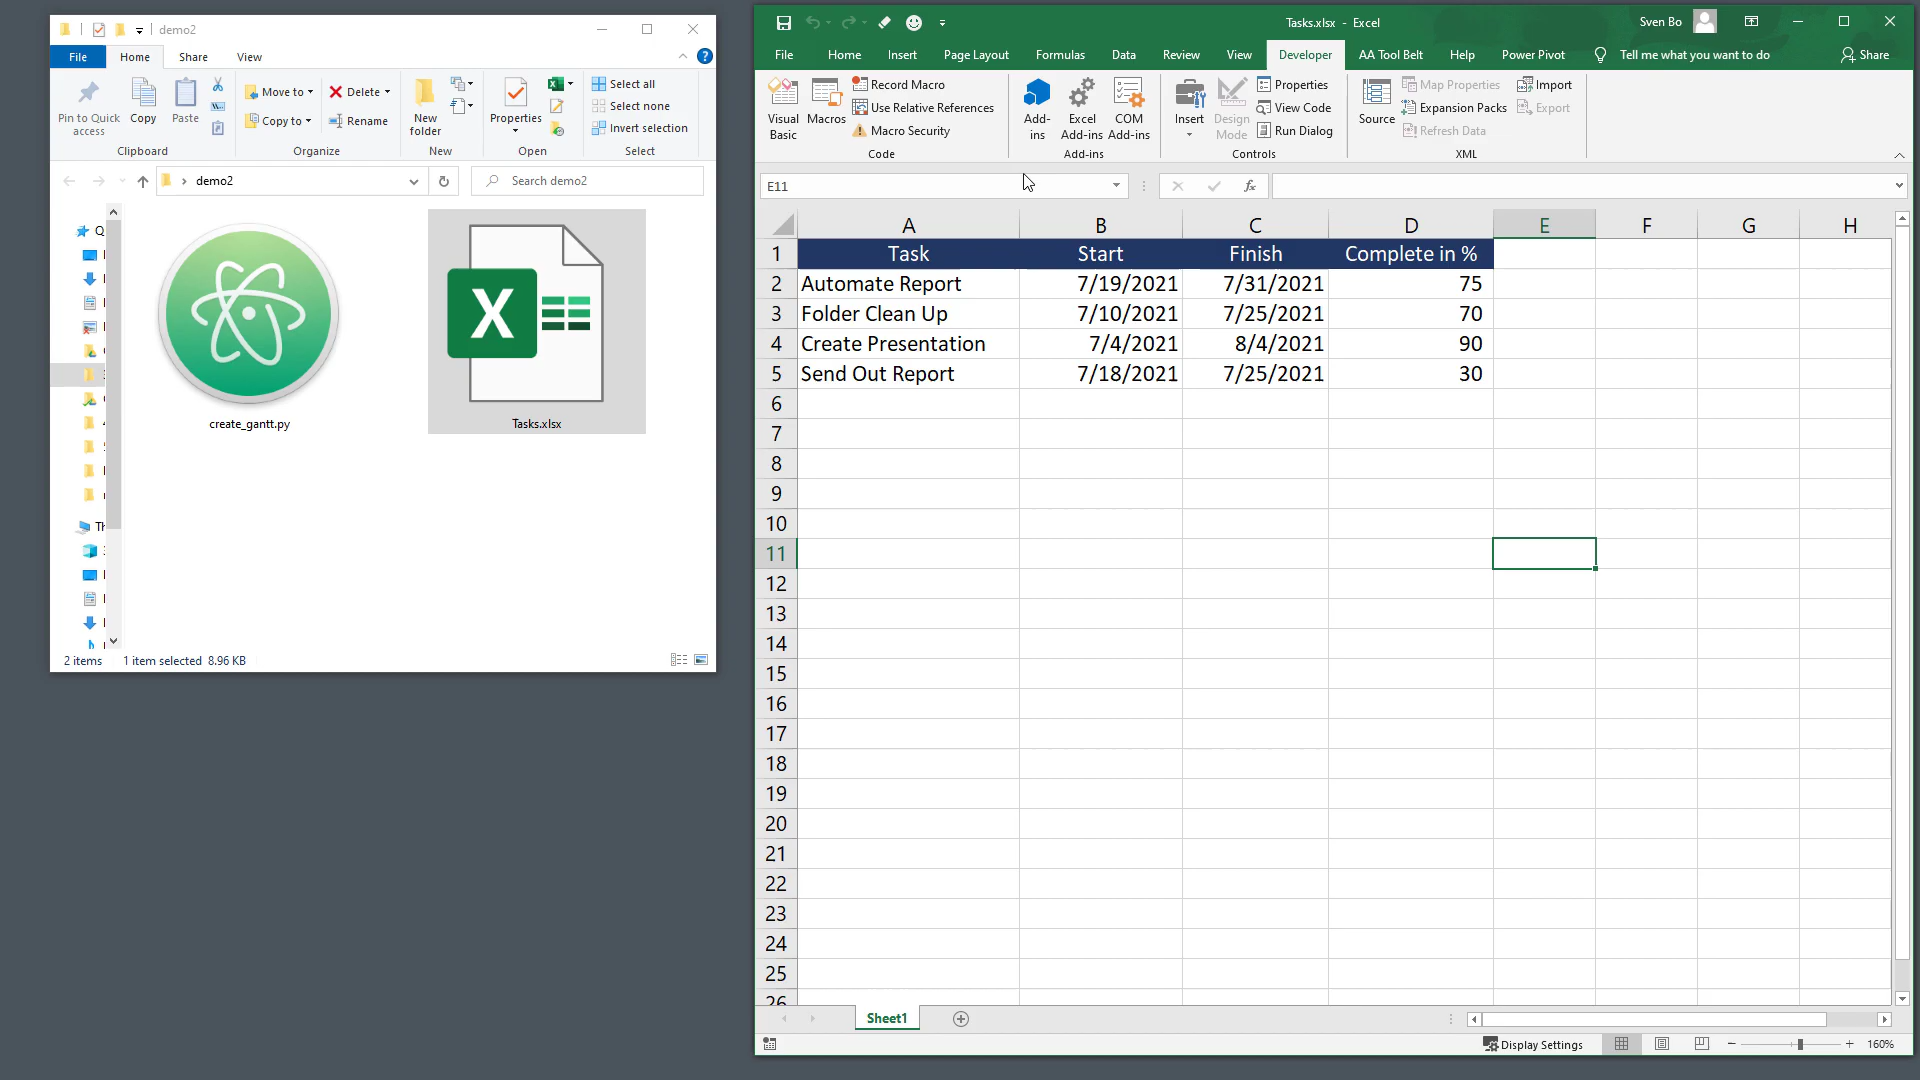 demo2
File Home Share View
Pin to Quick access
Copy
Paste
Clipboard
Move to
Copy to
Delete
Rename
Organize
New folder
New
Properties
Open
Select all
Select none
Invert selection
Select
demo2
Search demo2
create_gantt.py
Tasks.xlsx
2 items 1 item selected 8.96 KB
Tasks.xlsx - Excel
Sven Bo
File Home Insert Page Layout Formulas Data Review View Developer AA Tool Belt Help Power Pivot Tell me what you want to do Share
Visual Basic
Macros
Record Macro
Use Relative References
Macro Security
Code
Add-ins
Excel Add-ins
COM Add-ins
Add-ins
Insert
Design Mode
Properties
View Code
Run Dialog
Controls
Source
Map Properties
Expansion Packs
Refresh Data
Import
Export
XML
E11
fx
A B C D E F G H
1 Task Start Finish Complete in %
2 Automate Report 7/19/2021 7/31/2021 75
3 Folder Clean Up 7/10/2021 7/25/2021 70
4 Create Presentation 7/4/2021 8/4/2021 90
5 Send Out Report 7/18/2021 7/25/2021 30
6
7
8
9
10
11
12
13
14
15
16
17
18
19
20
21
22
23
24
25
26
Sheet1
Display Settings
160%